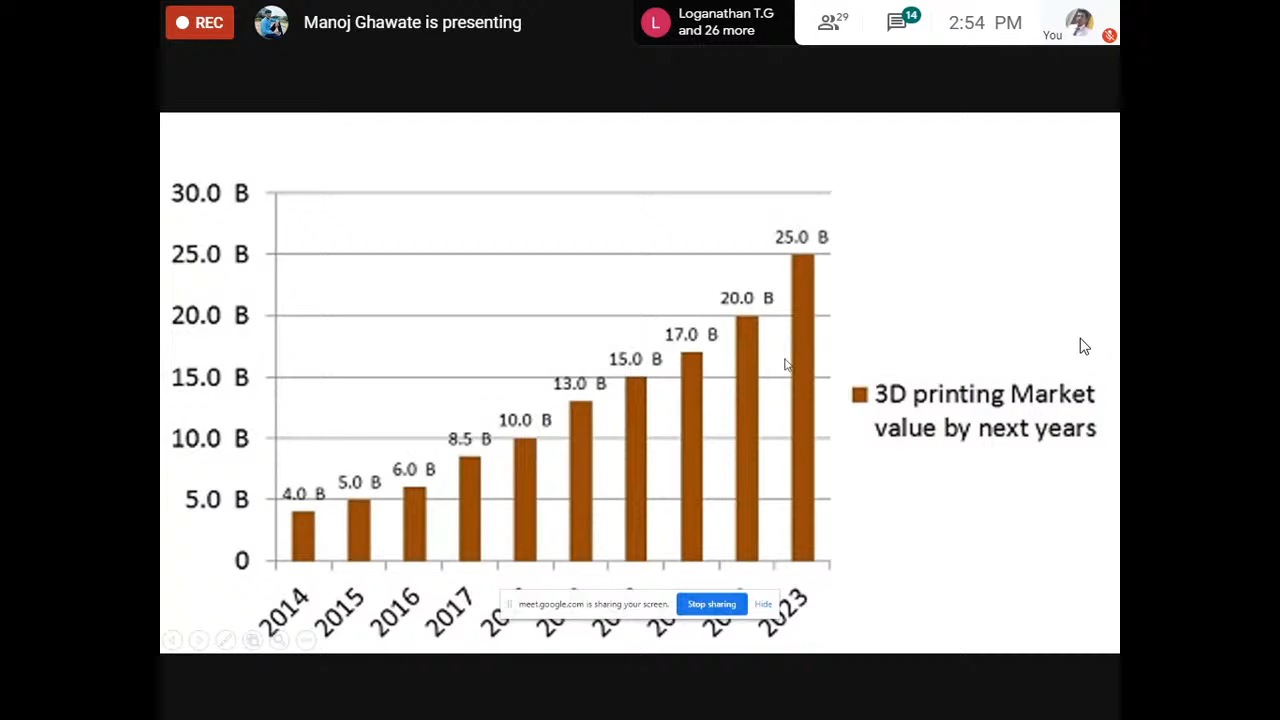 REC
Manoj Ghawate is presenting
L
Loganathan T.G
and 26 more
29
14
2:54 PM
You
30.0 B
25.0 B
20.0 B
15.0 B
10.0 B
5.0 B
0
4.0 B
5.0 B
6.0 B
8.5 B
10.0 B
13.0 B
15.0 B
17.0 B
20.0 B
25.0 B
3D printing Market
value by next years
2014
2015
2016
2017
2023
meet.google.com is sharing your screen.
Stop sharing
Hide